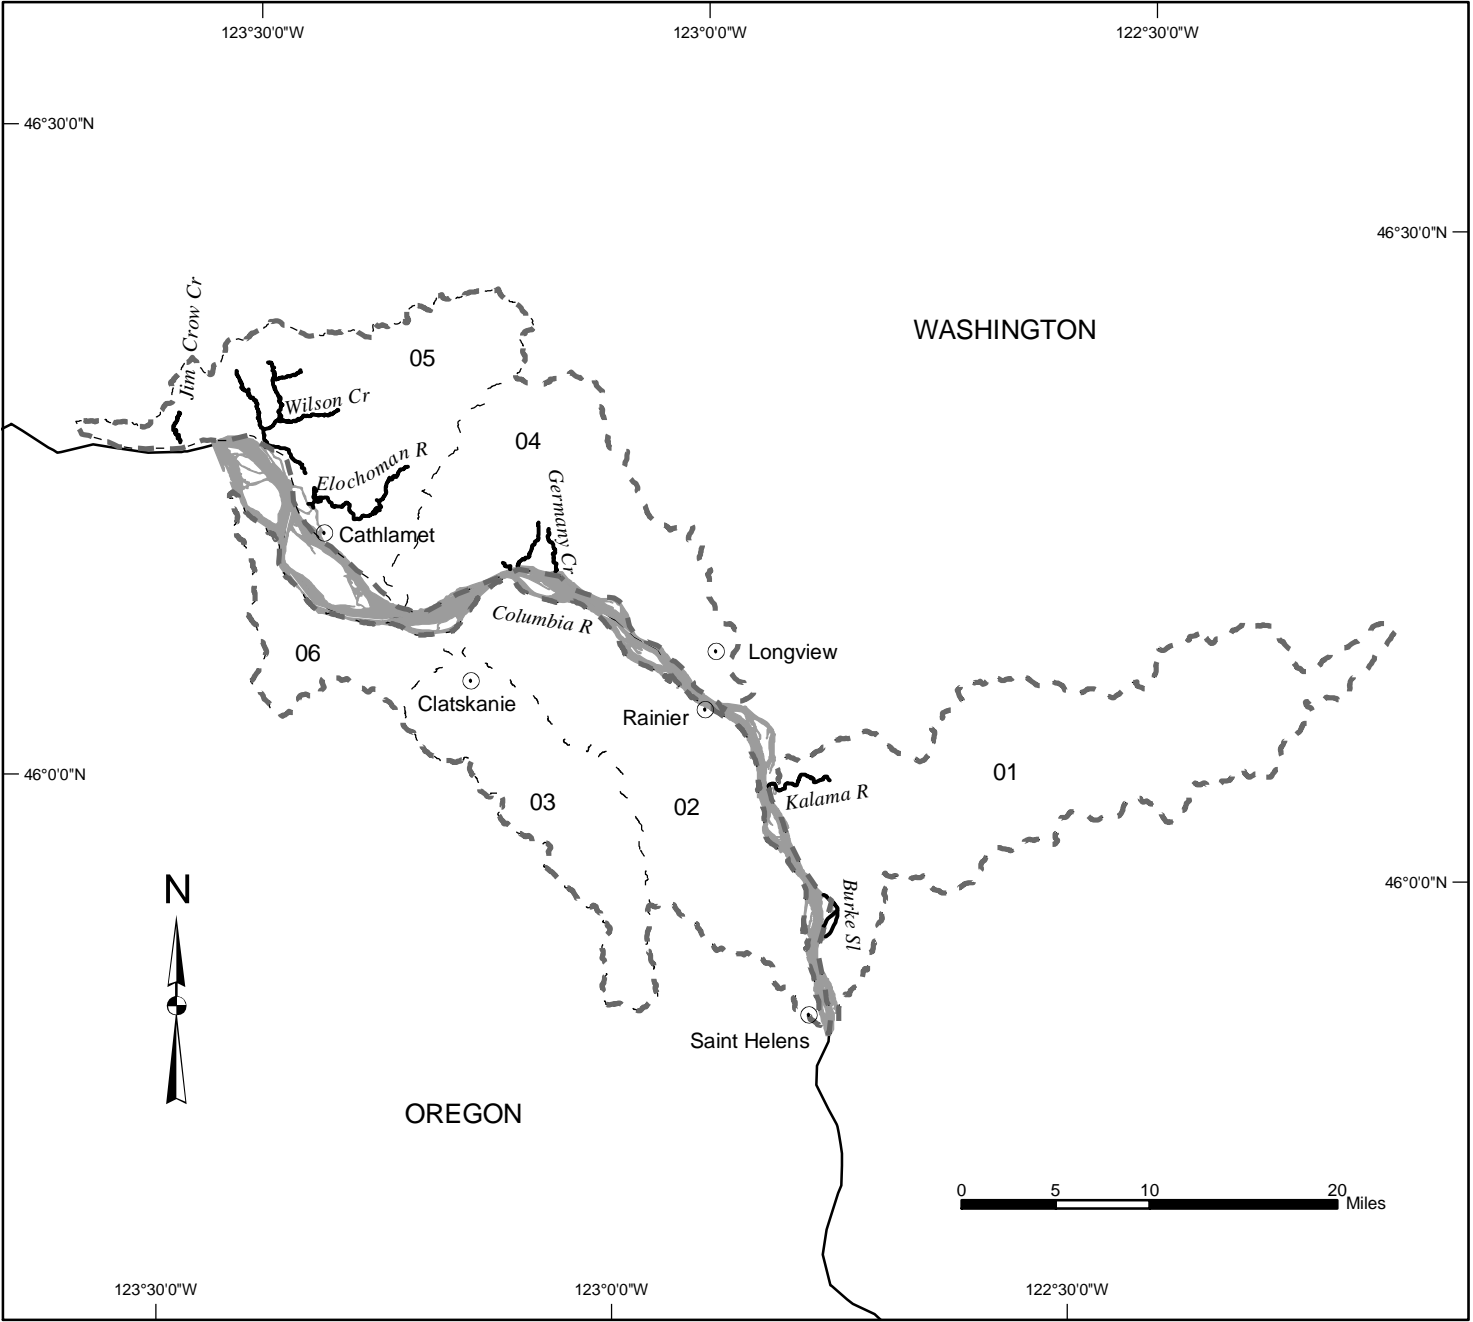 123°30'0"W
123°0'0"W
122°30'0"W
46°30'0"N
46°30'0"N
WASHINGTON
Jim Crow Cr
05
Wilson Cr
04
Elochoman R
Germany Cr
Cathlamet
Columbia R
06
Longview
Clatskanie
Rainier
46°0'0"N
01
Kalama R
03
02
N
46°0'0"N
Burke Sl
Saint Helens
OREGON
0 5 10 20
Miles
123°30'0"W
123°0'0"W
122°30'0"W